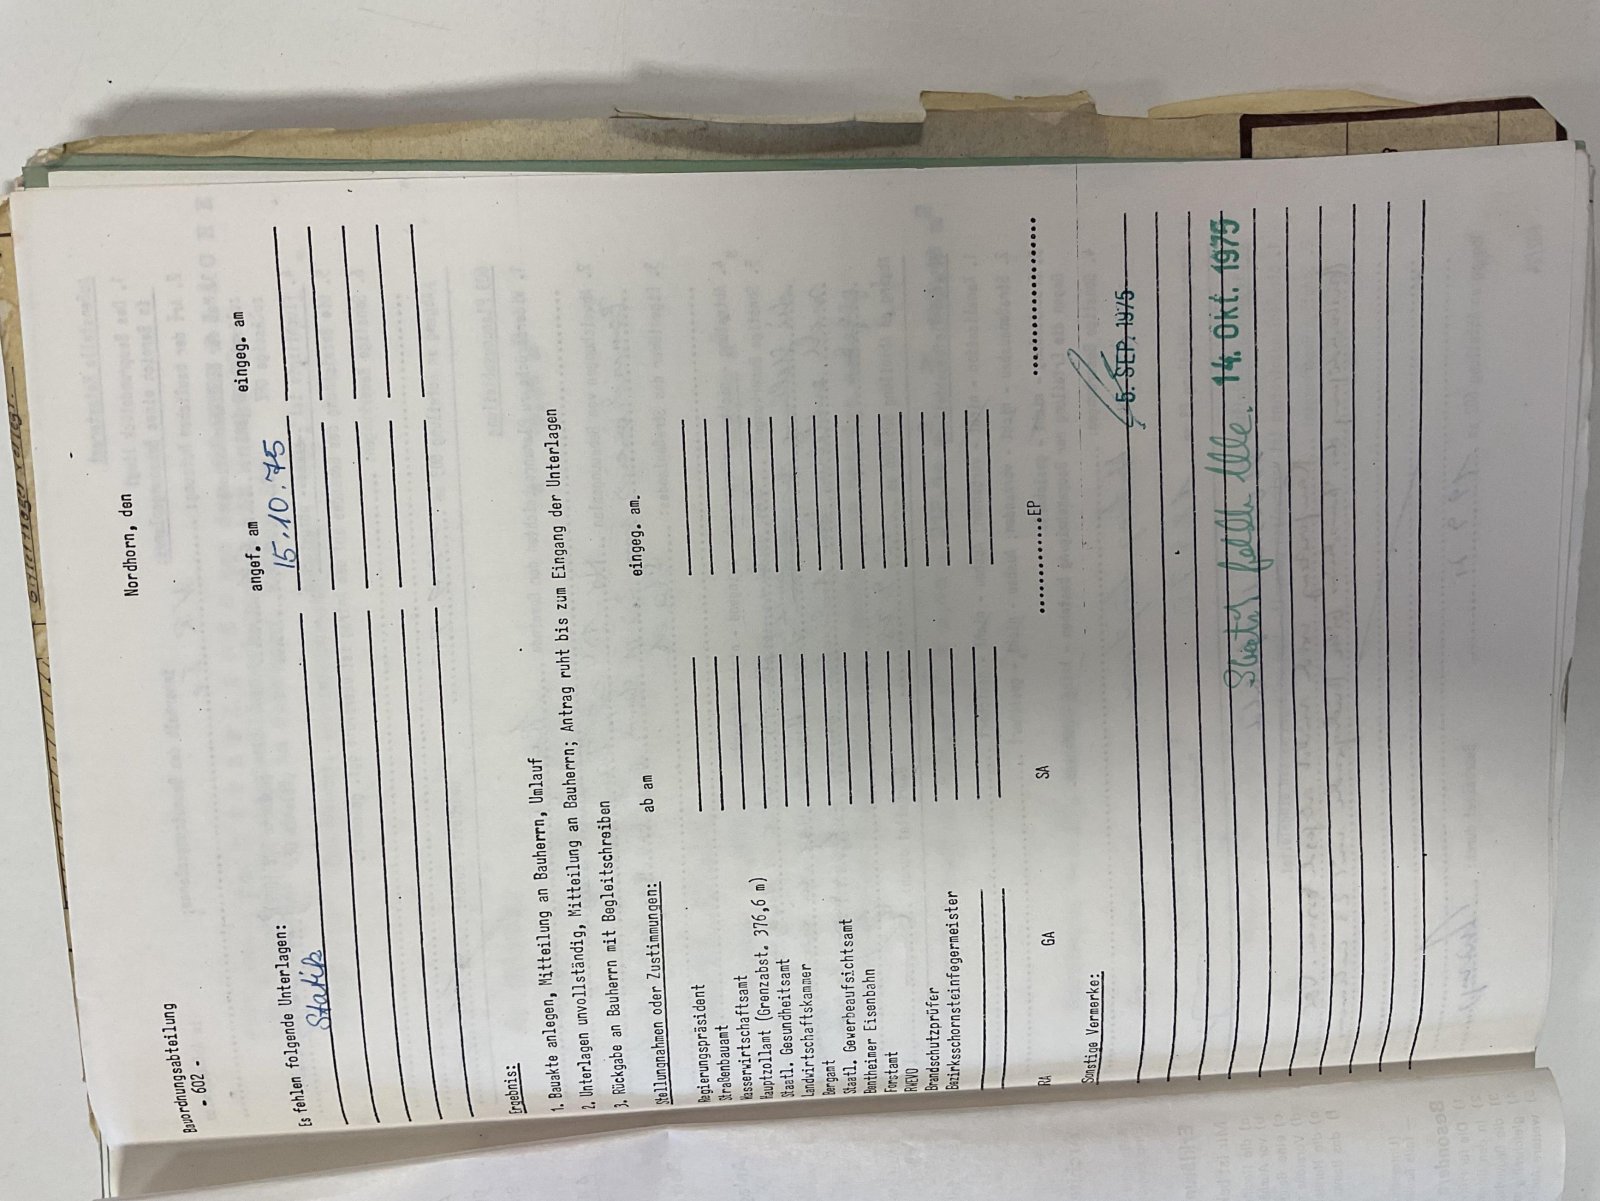 Bauordnungsabteilung
- 602 -
Nordhorn, den
Es fehlen folgende Unterlagen: angef. am eingeg. am
Statik 15.10.75
Ergebnis:
1. Bauakte anlegen, Mitteilung an Bauherrn, Umlauf
2. Unterlagen unvollständig, Mitteilung an Bauherrn; Antrag ruht bis zum Eingang der Unterlagen
3. Rückgabe an Bauherrn mit Begleitschreiben
Stellungnahmen oder Zustimmungen: ab am eingeg. am.
Regierungspräsident
Straßenbauamt
Wasserwirtschaftsamt
Hauptzollamt (Grenzabst. 376,6 m)
Staatl. Gesundheitsamt
Landwirtschaftskammer
Bergamt
Staatl. Gewerbeaufsichtsamt
Bentheimer Eisenbahn
Forstamt
RWEVO
Brandschutzprüfer
Bezirksschornsteinfegermeister
RA GA SA ..........EP ....................
Sonstige Vermerke:
5. SEP. 1975
14. Okt. 1975